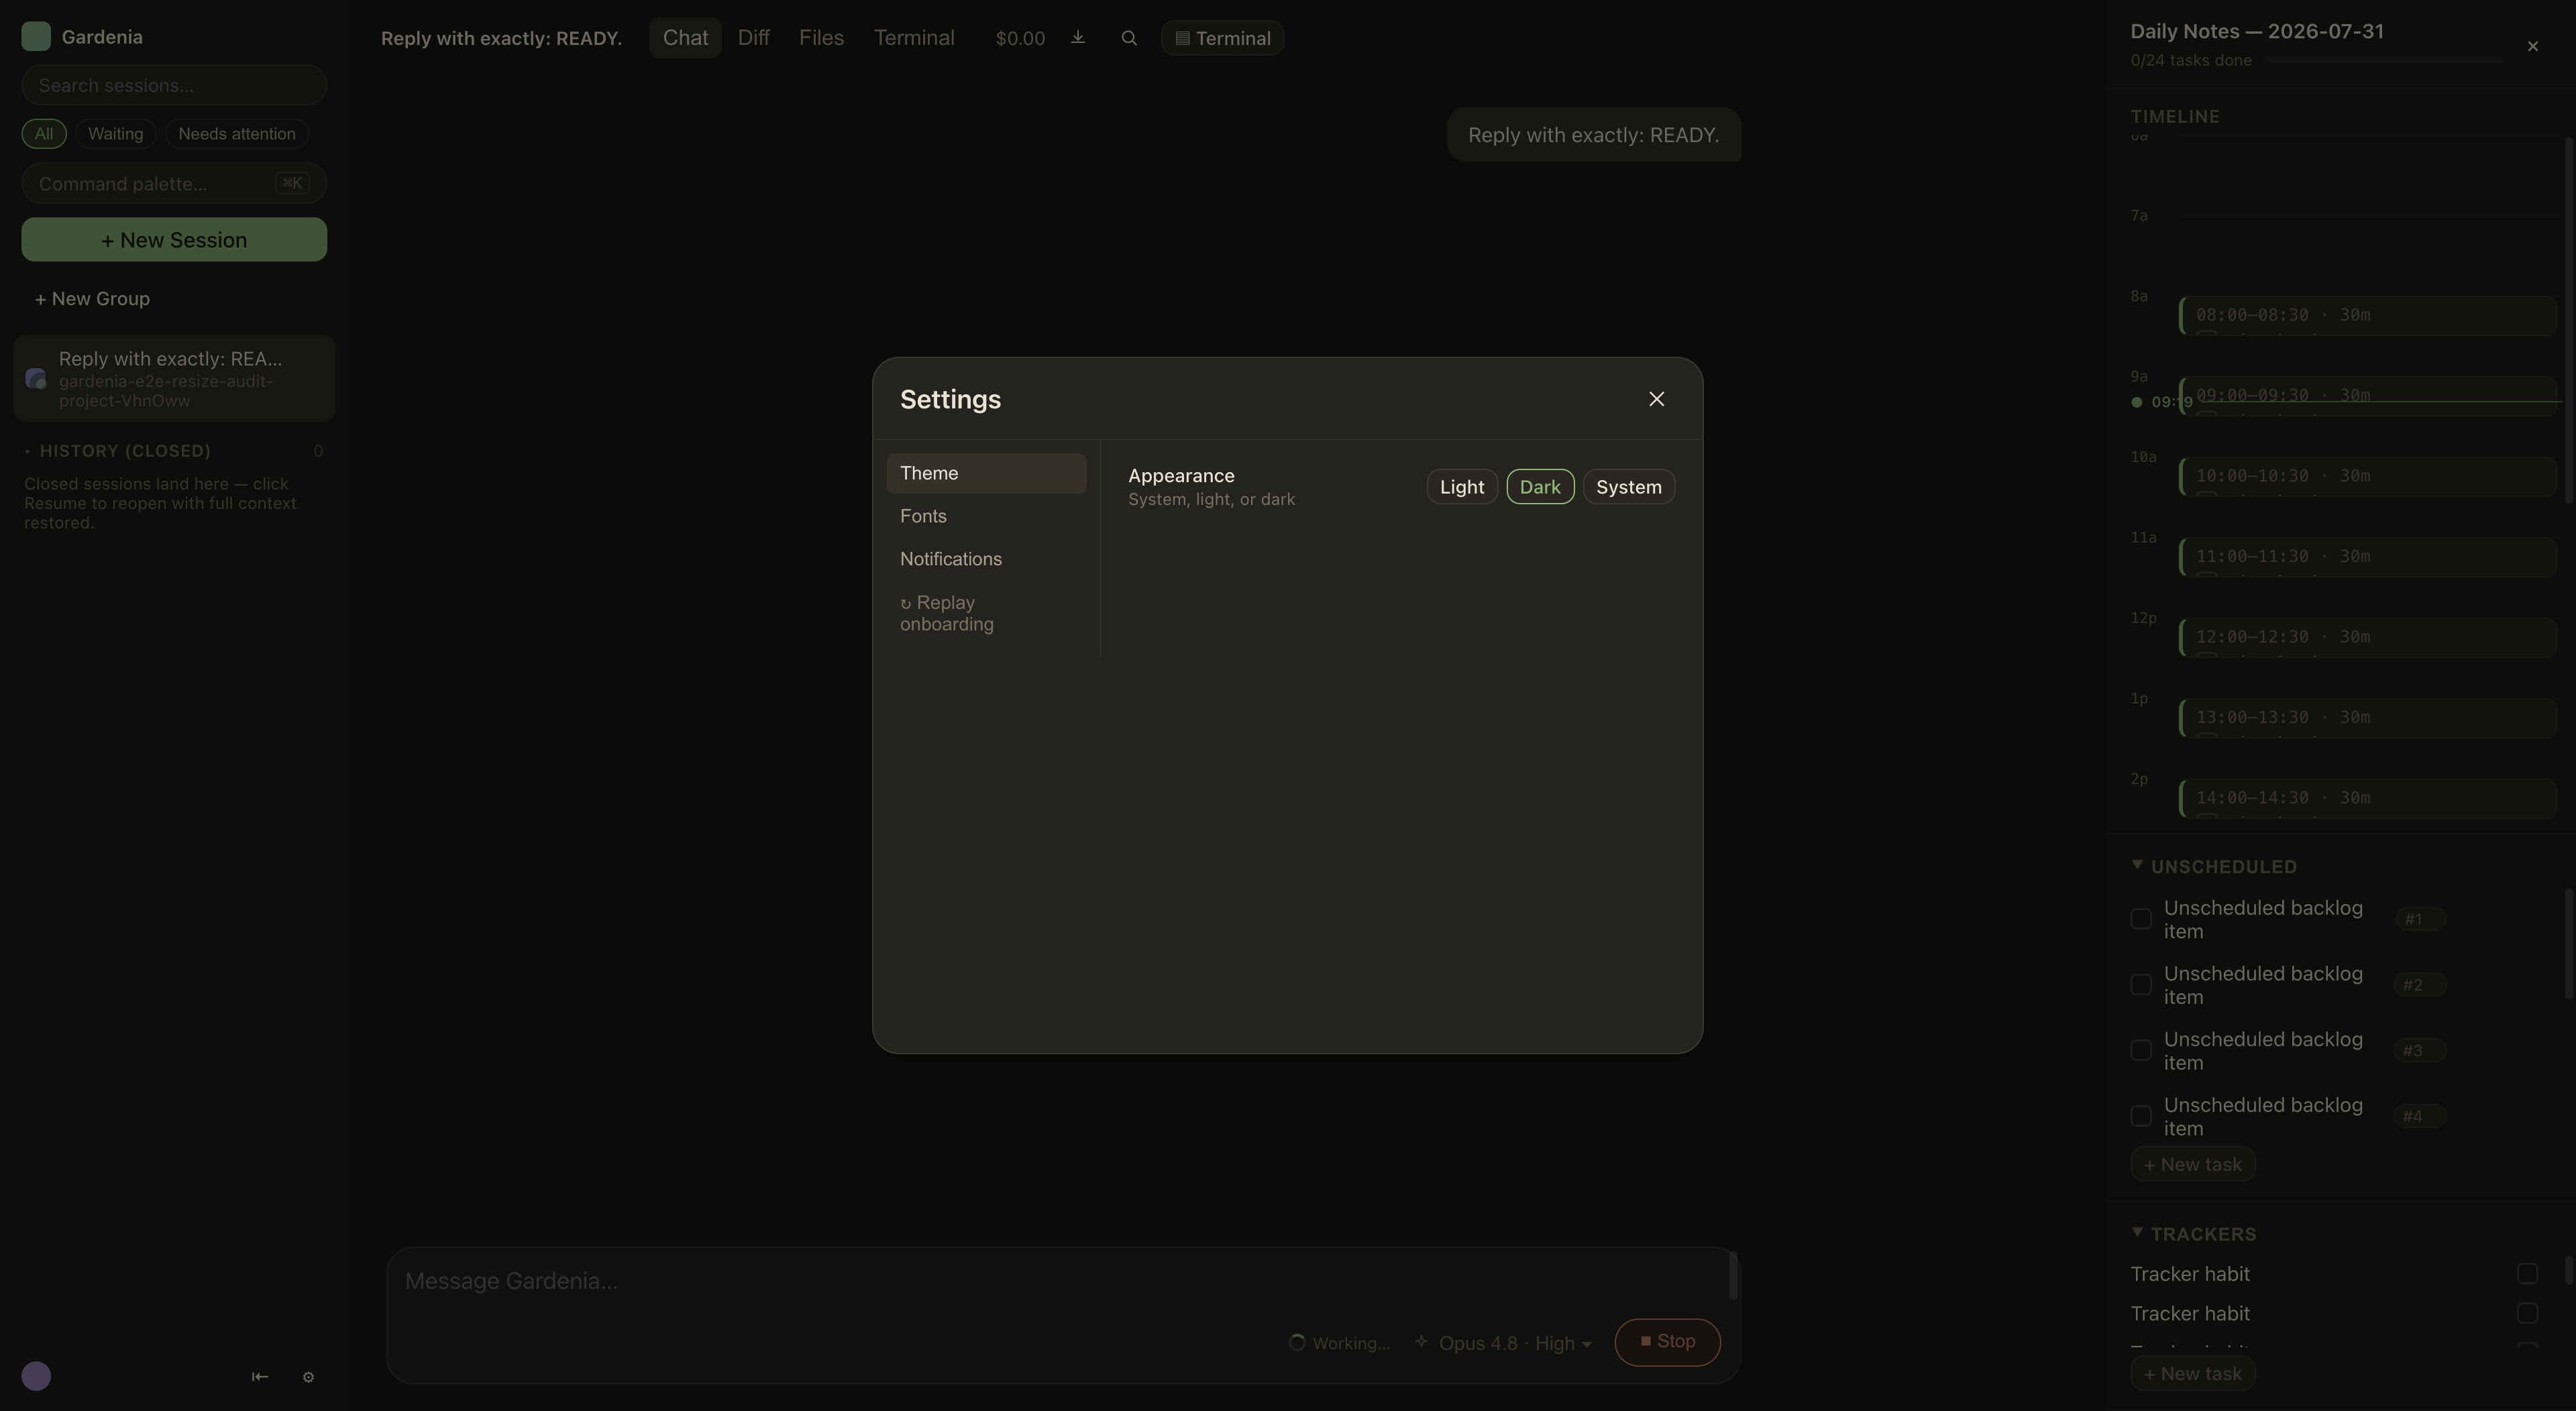 Gardenia
Search sessions...
All
Waiting
Needs attention
Command palette...
⌘K
+ New Session
+ New Group
Reply with exactly: REA...
gardenia-e2e-resize-audit-
project-VhnOww
HISTORY (CLOSED)
0
Closed sessions land here — click
Resume to reopen with full context
restored.
Reply with exactly: READY.
Chat
Diff
Files
Terminal
$0.00
Terminal
Reply with exactly: READY.
Settings
Theme
Fonts
Notifications
↻ Replay
onboarding
Appearance
System, light, or dark
Light
Dark
System
Message Gardenia...
Working...
Opus 4.8 · High
Stop
Daily Notes — 2026-07-31
0/24 tasks done
TIMELINE
7a
8a
08:00–08:30 · 30m
9a
09:00–09:30 · 30m
10a
10:00–10:30 · 30m
11a
11:00–11:30 · 30m
12p
12:00–12:30 · 30m
1p
13:00–13:30 · 30m
2p
14:00–14:30 · 30m
UNSCHEDULED
Unscheduled backlog
item
#1
Unscheduled backlog
item
#2
Unscheduled backlog
item
#3
Unscheduled backlog
item
#4
+ New task
TRACKERS
Tracker habit
Tracker habit
+ New task